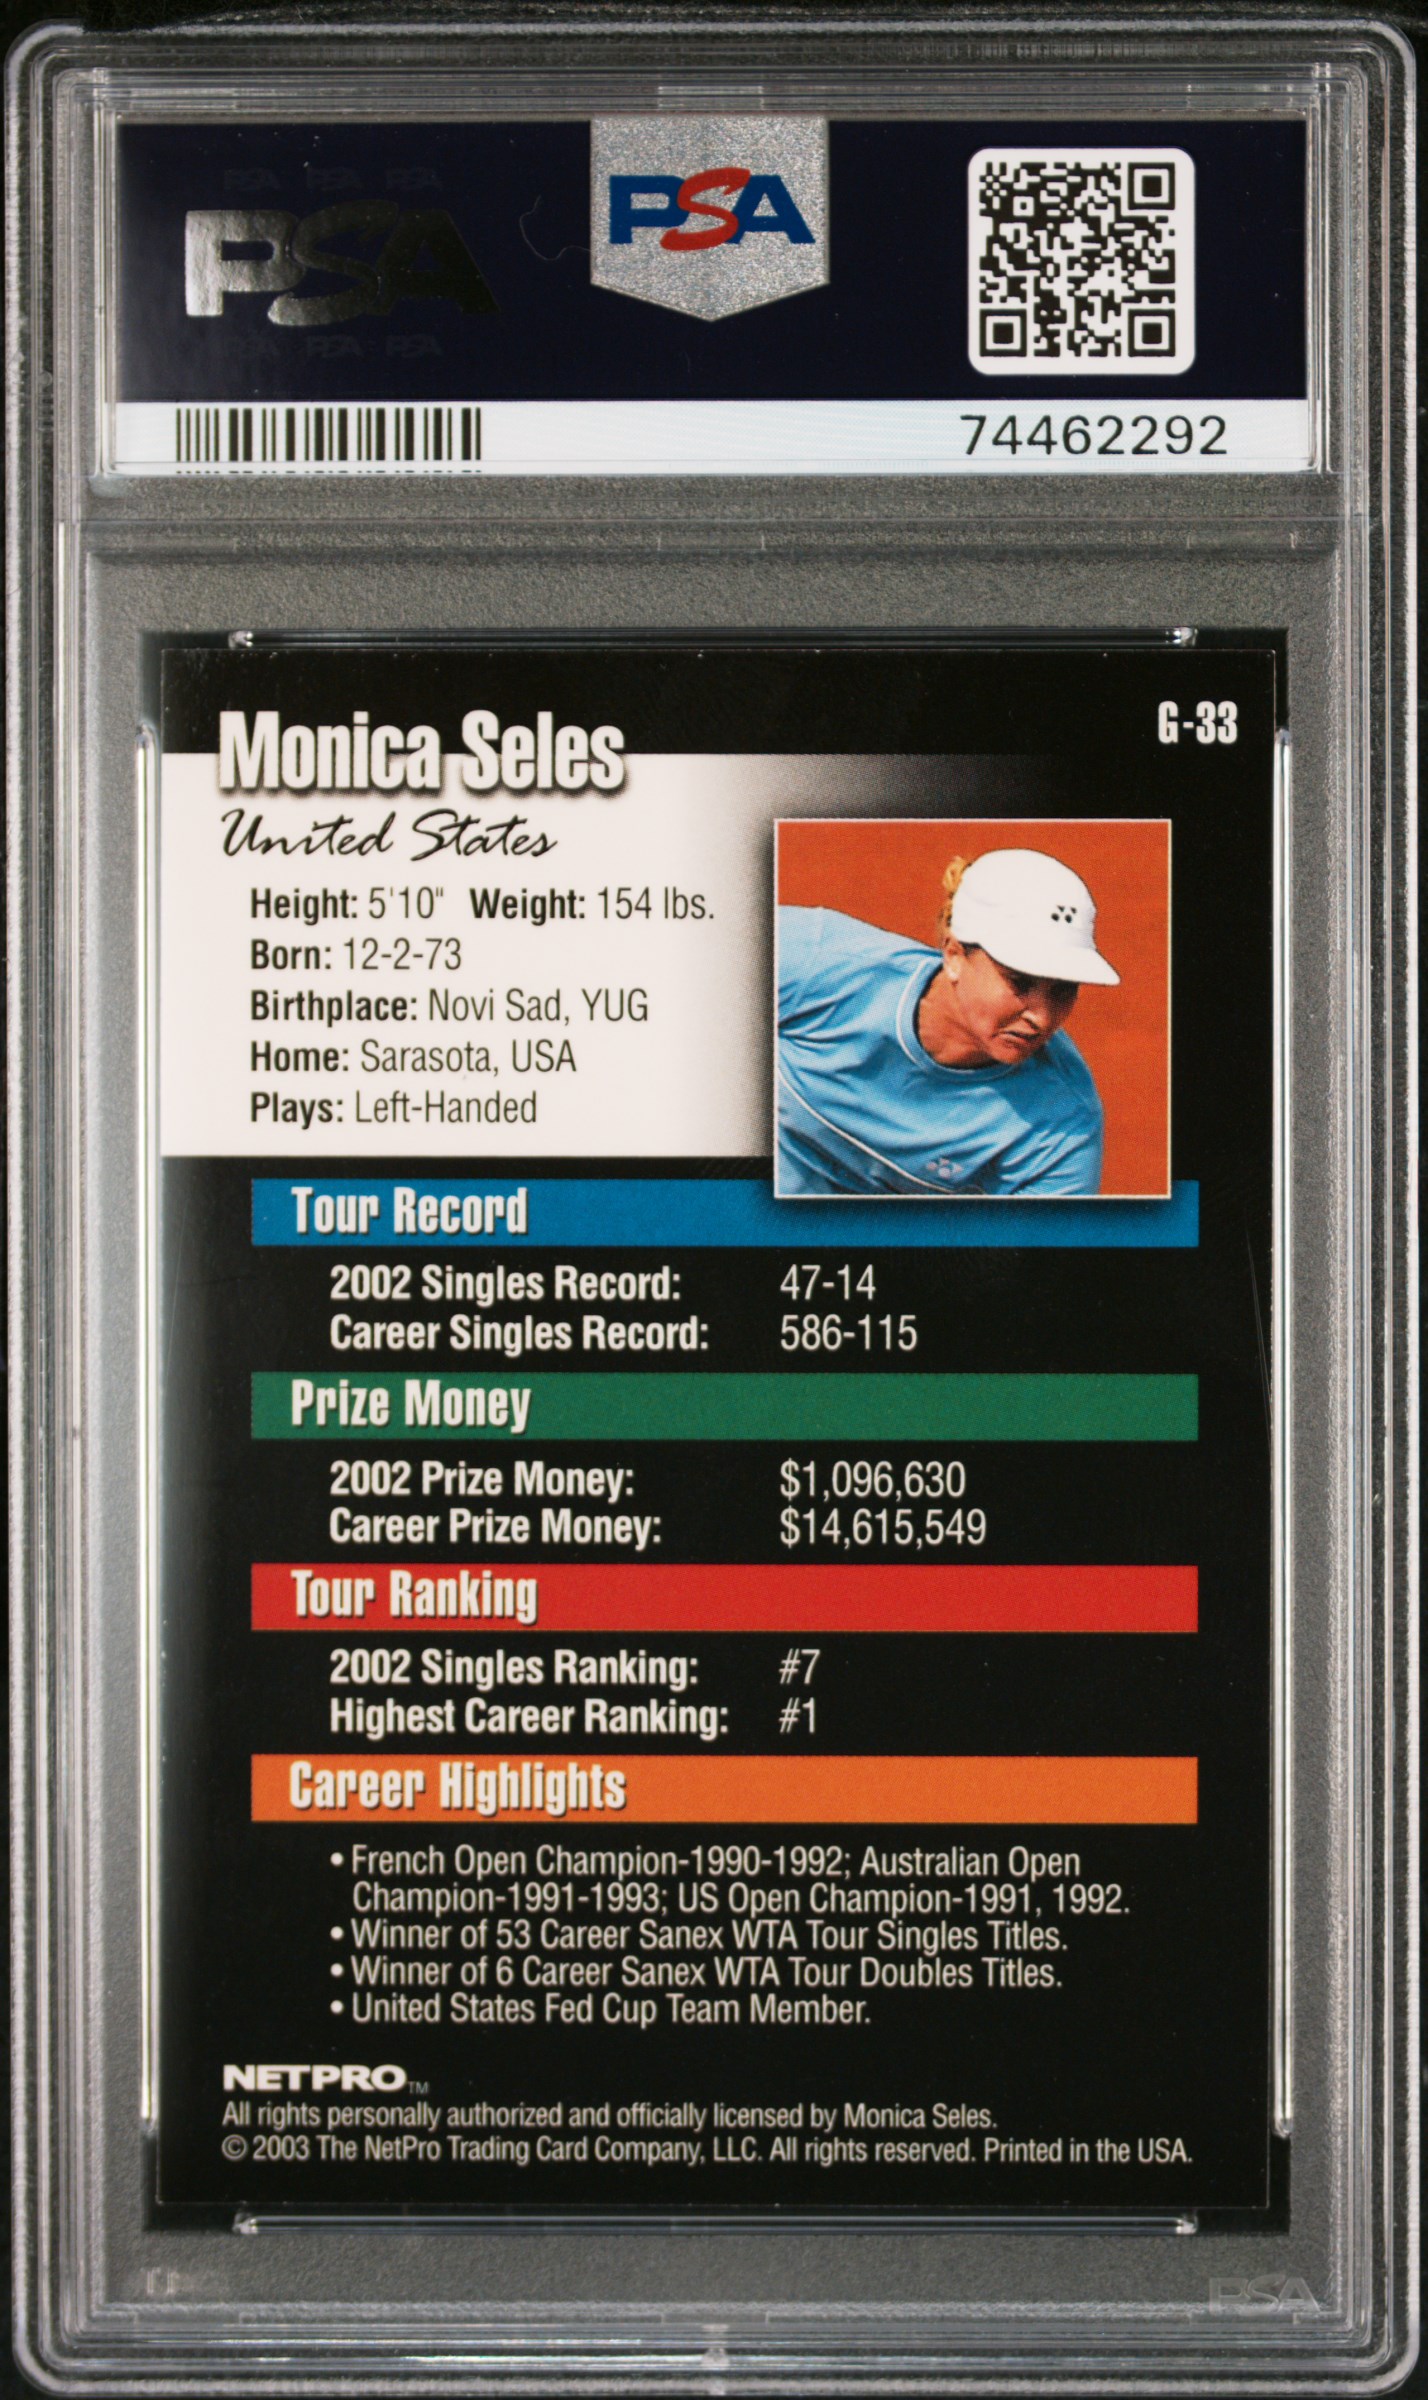 PSA PSA PSA
PSA
PSA PSA PSA
PSA
74462292
Monica Seles
G-33
United States
Height: 5'10" Weight: 154 lbs.
Born: 12-2-73
Birthplace: Novi Sad, YUG
Home: Sarasota, USA
Plays: Left-Handed
Tour Record
2002 Singles Record: 47-14
Career Singles Record: 586-115
Prize Money
2002 Prize Money: $1,096,630
Career Prize Money: $14,615,549
Tour Ranking
2002 Singles Ranking: #7
Highest Career Ranking: #1
Career Highlights
• French Open Champion-1990-1992; Australian Open
Champion-1991-1993; US Open Champion-1991, 1992.
• Winner of 53 Career Sanex WTA Tour Singles Titles.
• Winner of 6 Career Sanex WTA Tour Doubles Titles.
• United States Fed Cup Team Member.
NETPRO™
All rights personally authorized and officially licensed by Monica Seles.
© 2003 The NetPro Trading Card Company, LLC. All rights reserved. Printed in the USA.
PSA